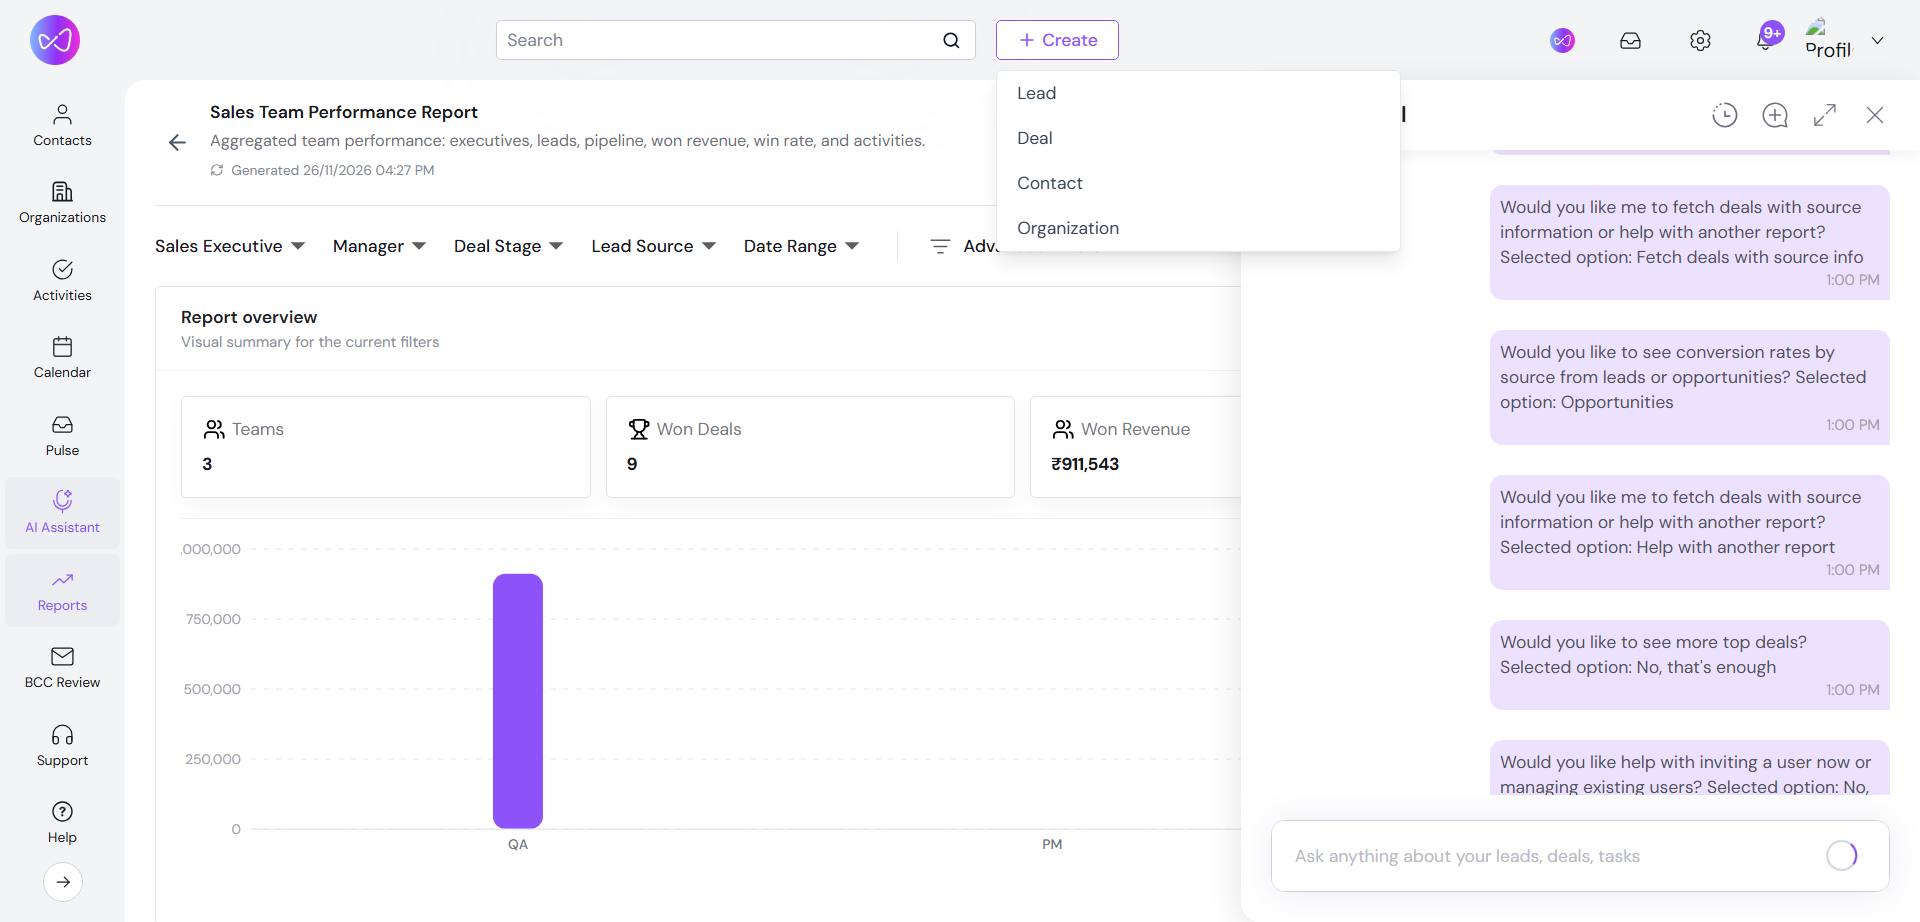 Search
+ Create
9+
Profil
Lead
Deal
Contact
Organization
Contacts
Organizations
Activities
Calendar
Pulse
AI Assistant
Reports
BCC Review
Support
Help
Sales Team Performance Report
Aggregated team performance: executives, leads, pipeline, won revenue, win rate, and activities.
Generated 26/11/2026 04:27 PM
Sales Executive
Manager
Deal Stage
Lead Source
Date Range
Report overview
Visual summary for the current filters
Teams
3
Won Deals
9
Won Revenue
₹911,543
,000,000
750,000
500,000
250,000
0
QA
PM
Would you like me to fetch deals with source
information or help with another report?
Selected option: Fetch deals with source info
1:00 PM
Would you like to see conversion rates by
source from leads or opportunities? Selected
option: Opportunities
1:00 PM
Would you like me to fetch deals with source
information or help with another report?
Selected option: Help with another report
1:00 PM
Would you like to see more top deals?
Selected option: No, that's enough
1:00 PM
Would you like help with inviting a user now or
managing existing users? Selected option: No,
Ask anything about your leads, deals, tasks